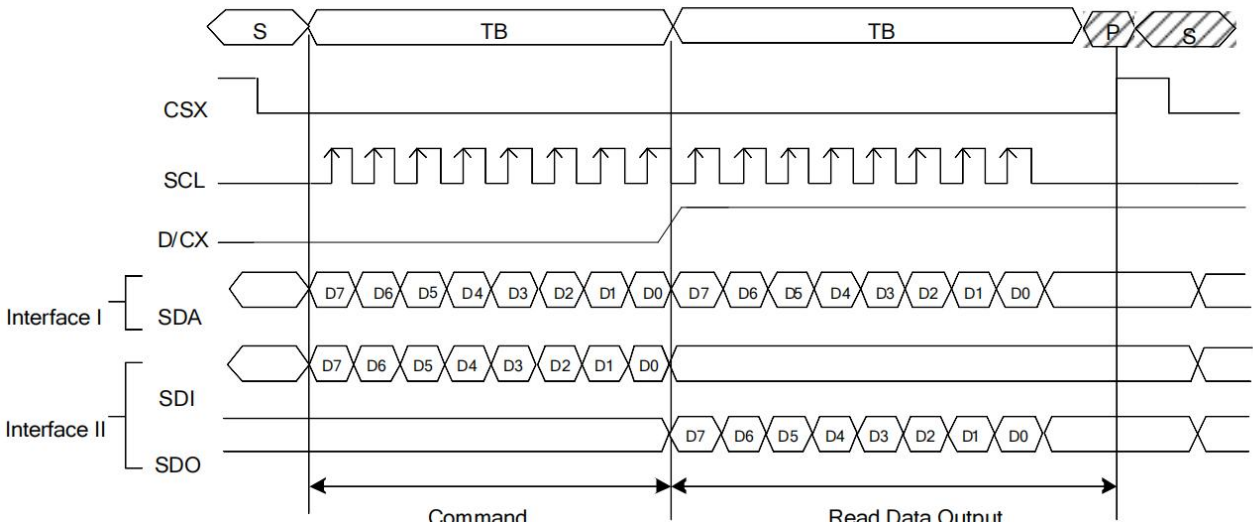 S TB TB P S
CSX
SCL
D/CX
D7 D6 D5 D4 D3 D2 D1 D0 D7 D6 D5 D4 D3 D2 D1 D0
Interface I SDA
D7 D6 D5 D4 D3 D2 D1 D0
SDI
Interface II D7 D6 D5 D4 D3 D2 D1 D0
SDO
Command Read Data Output